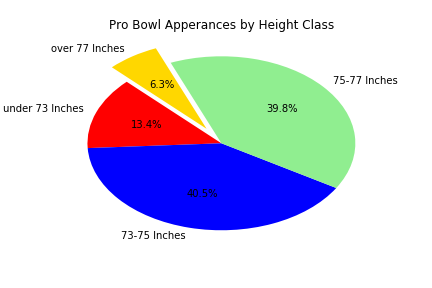 Pro Bowl Apperances by Height Class
over 77 Inches
6.3%
75-77 Inches
39.8%
under 73 Inches
13.4%
40.5%
73-75 Inches